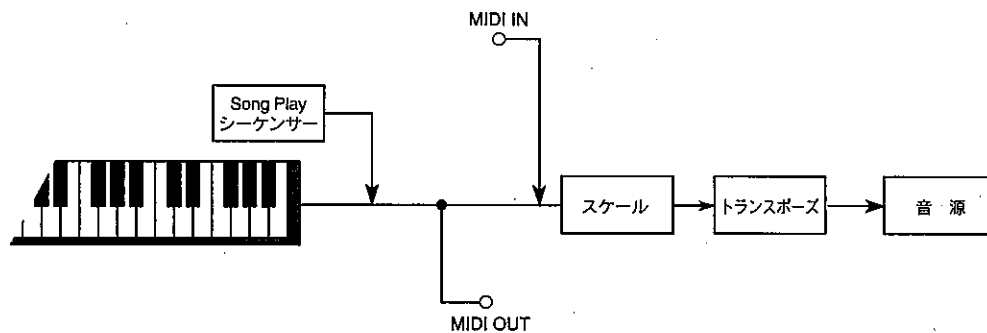 MIDI IN
Song Play
シーケンサー
スケール
トランスポーズ
音源
MIDI OUT